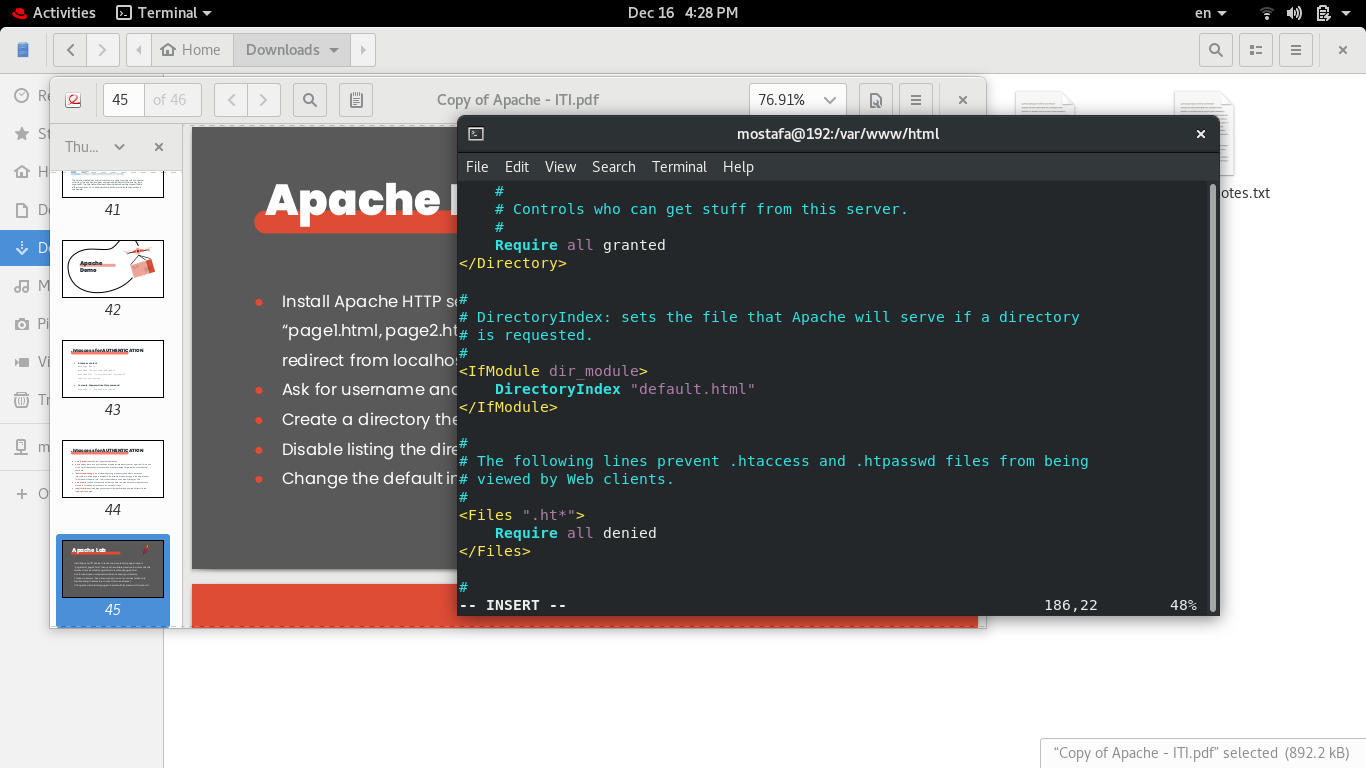 Activities
Terminal
Dec 16 4:28 PM
en
Home
Downloads
45
of 46
Copy of Apache - ITI.pdf
76.91%
Thu...
41
Apache
Demo
42
43
44
Apache Lab
45
Apache
Install Apache HTTP se
“page1.html, page2.ht
redirect from localhos
Ask for username and
Create a directory the
Disable listing the dire
Change the default in
mostafa@192:/var/www/html
File Edit View Search Terminal Help
#
# Controls who can get stuff from this server.
#
Require all granted
</Directory>
#
# DirectoryIndex: sets the file that Apache will serve if a directory
# is requested.
#
<IfModule dir_module>
DirectoryIndex "default.html"
</IfModule>
#
# The following lines prevent .htaccess and .htpasswd files from being
# viewed by Web clients.
#
<Files ".ht*">
Require all denied
</Files>
#
-- INSERT -- 186,22 48%
otes.txt
“Copy of Apache - ITI.pdf” selected (892.2 kB)